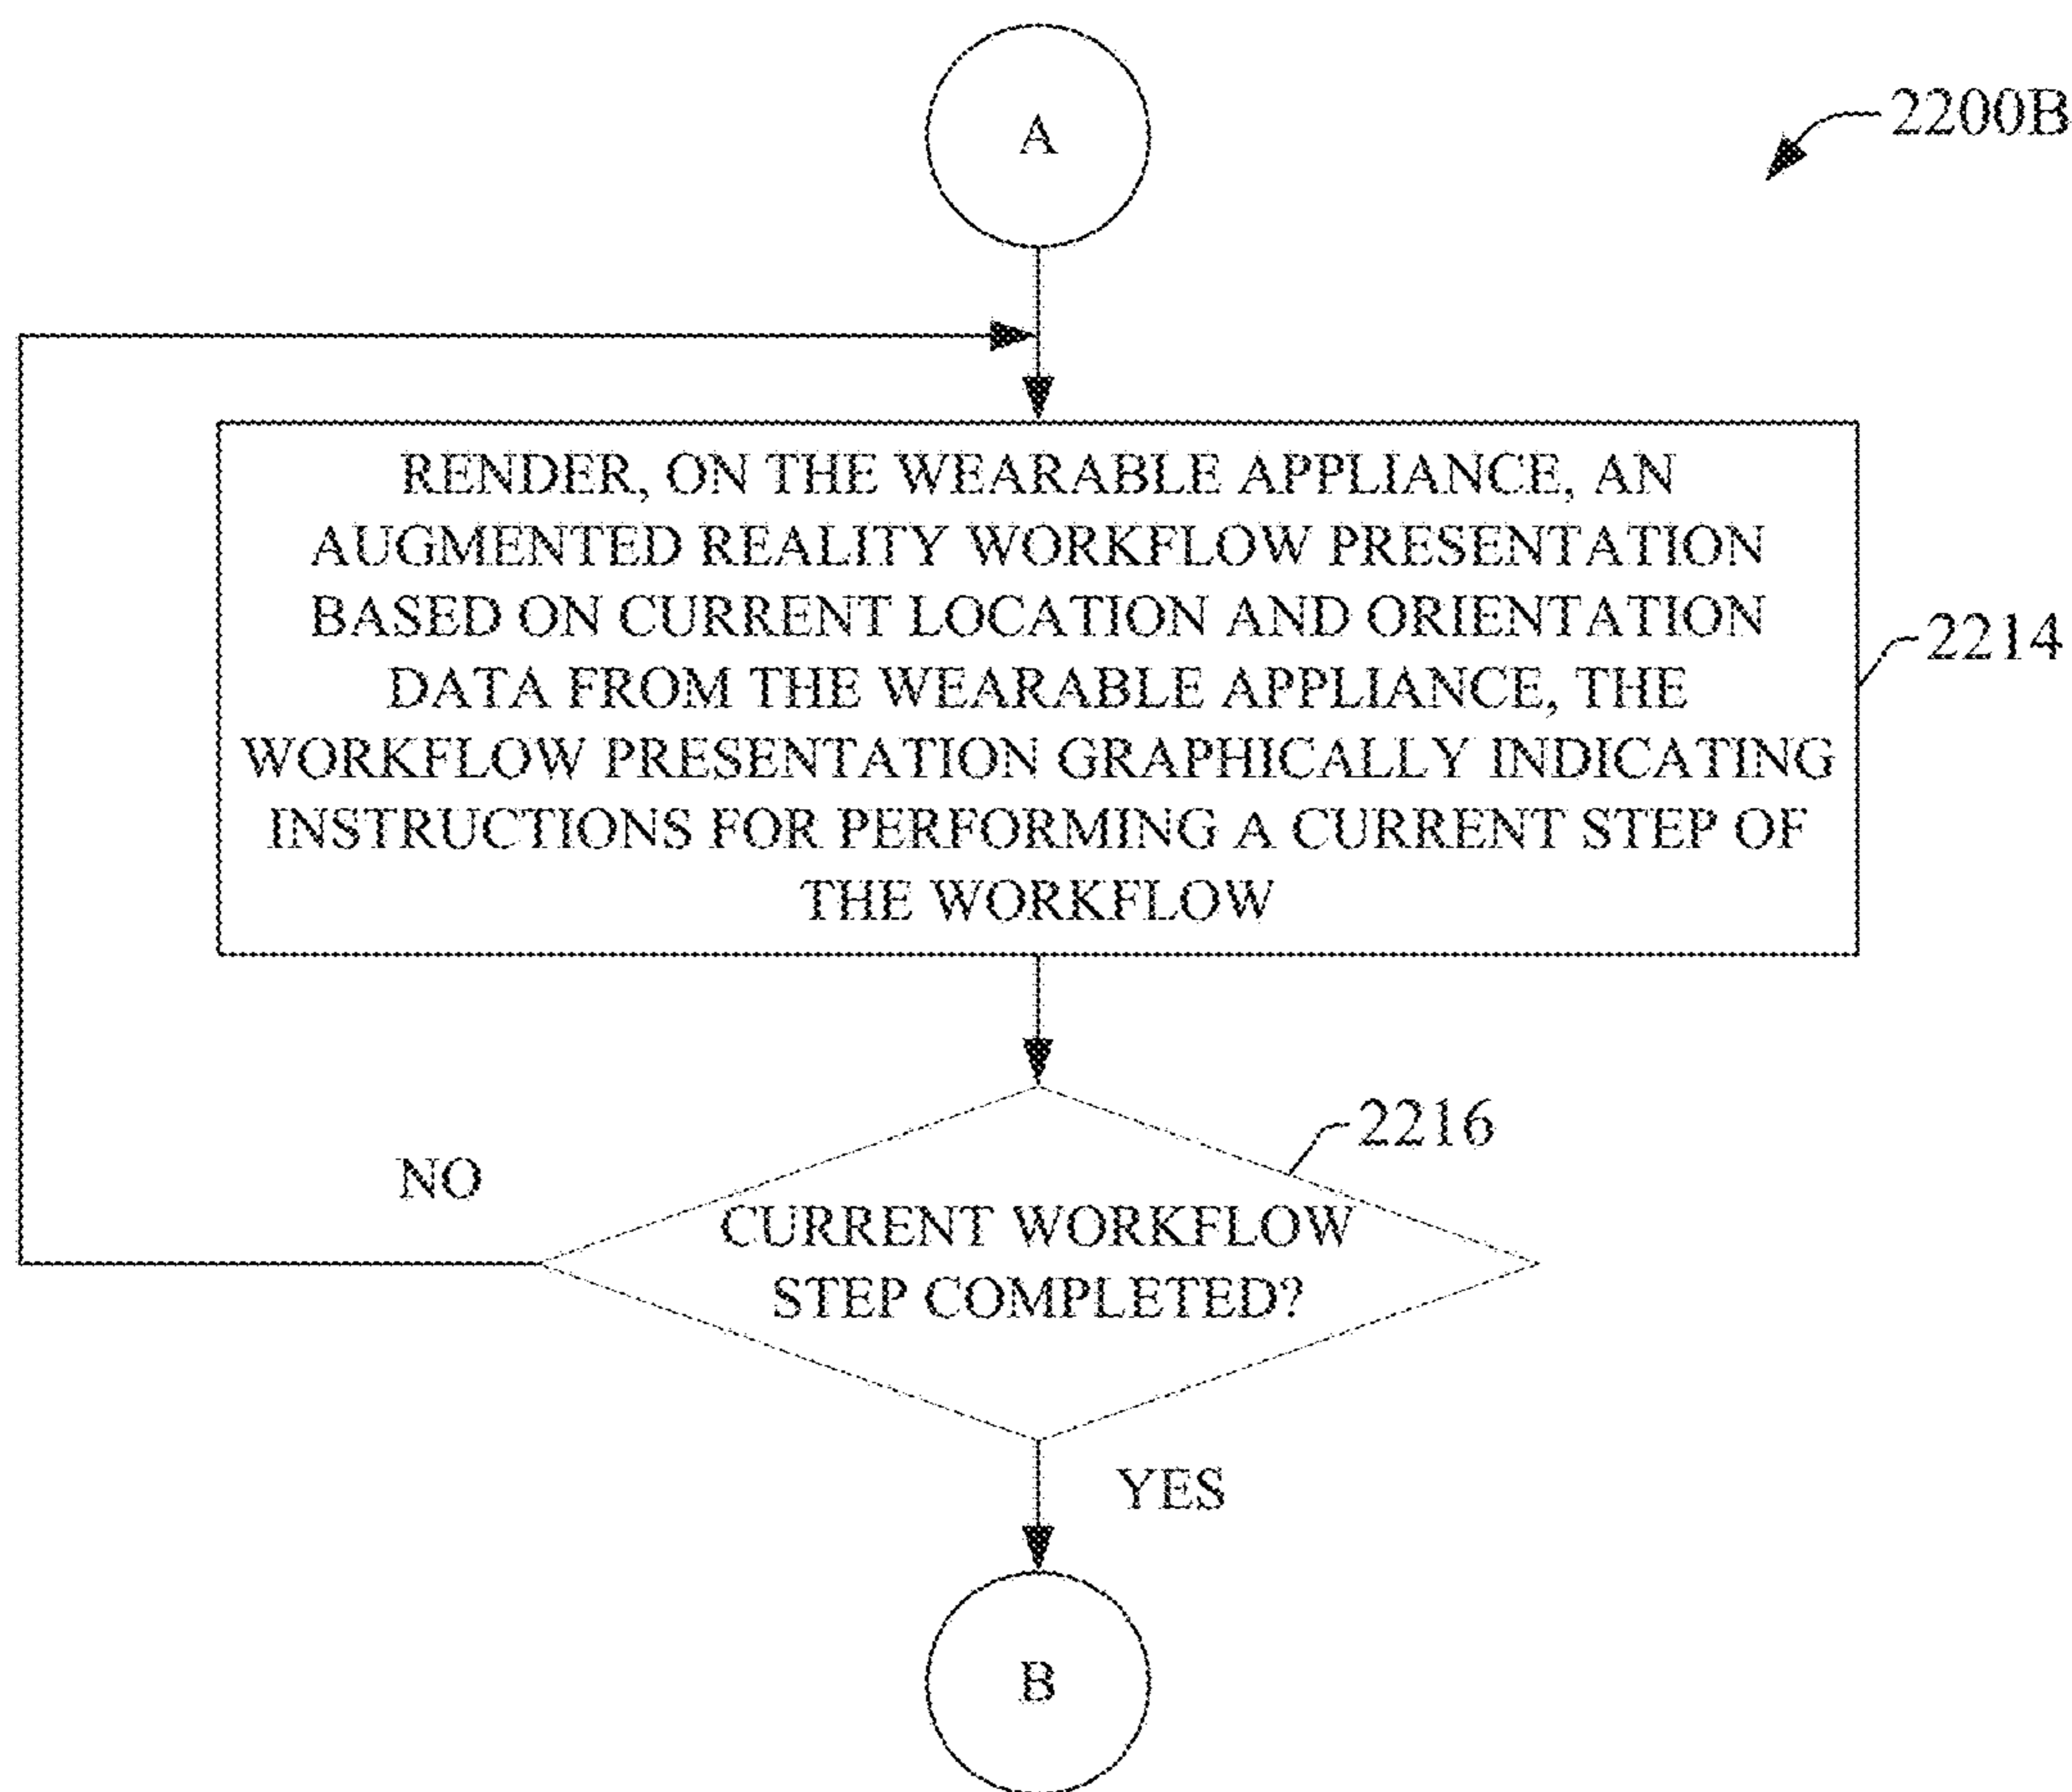 A
2200B
RENDER, ON THE WEARABLE APPLIANCE, AN
AUGMENTED REALITY WORKFLOW PRESENTATION
BASED ON CURRENT LOCATION AND ORIENTATION
DATA FROM THE WEARABLE APPLIANCE, THE
WORKFLOW PRESENTATION GRAPHICALLY INDICATING
INSTRUCTIONS FOR PERFORMING A CURRENT STEP OF
THE WORKFLOW
2214
2216
NO
CURRENT WORKFLOW
STEP COMPLETED?
YES
B